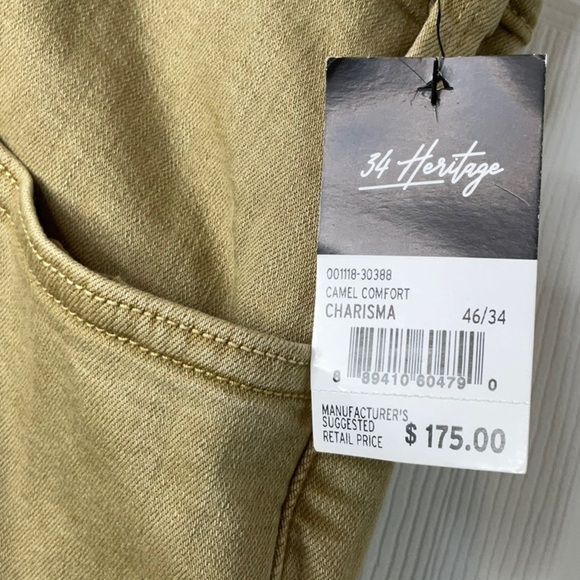 34 Heritage
001118-30388
CAMEL COMFORT
CHARISMA 46/34
8 89410 60479 0
MANUFACTURER'S
SUGGESTED
RETAIL PRICE $ 175.00